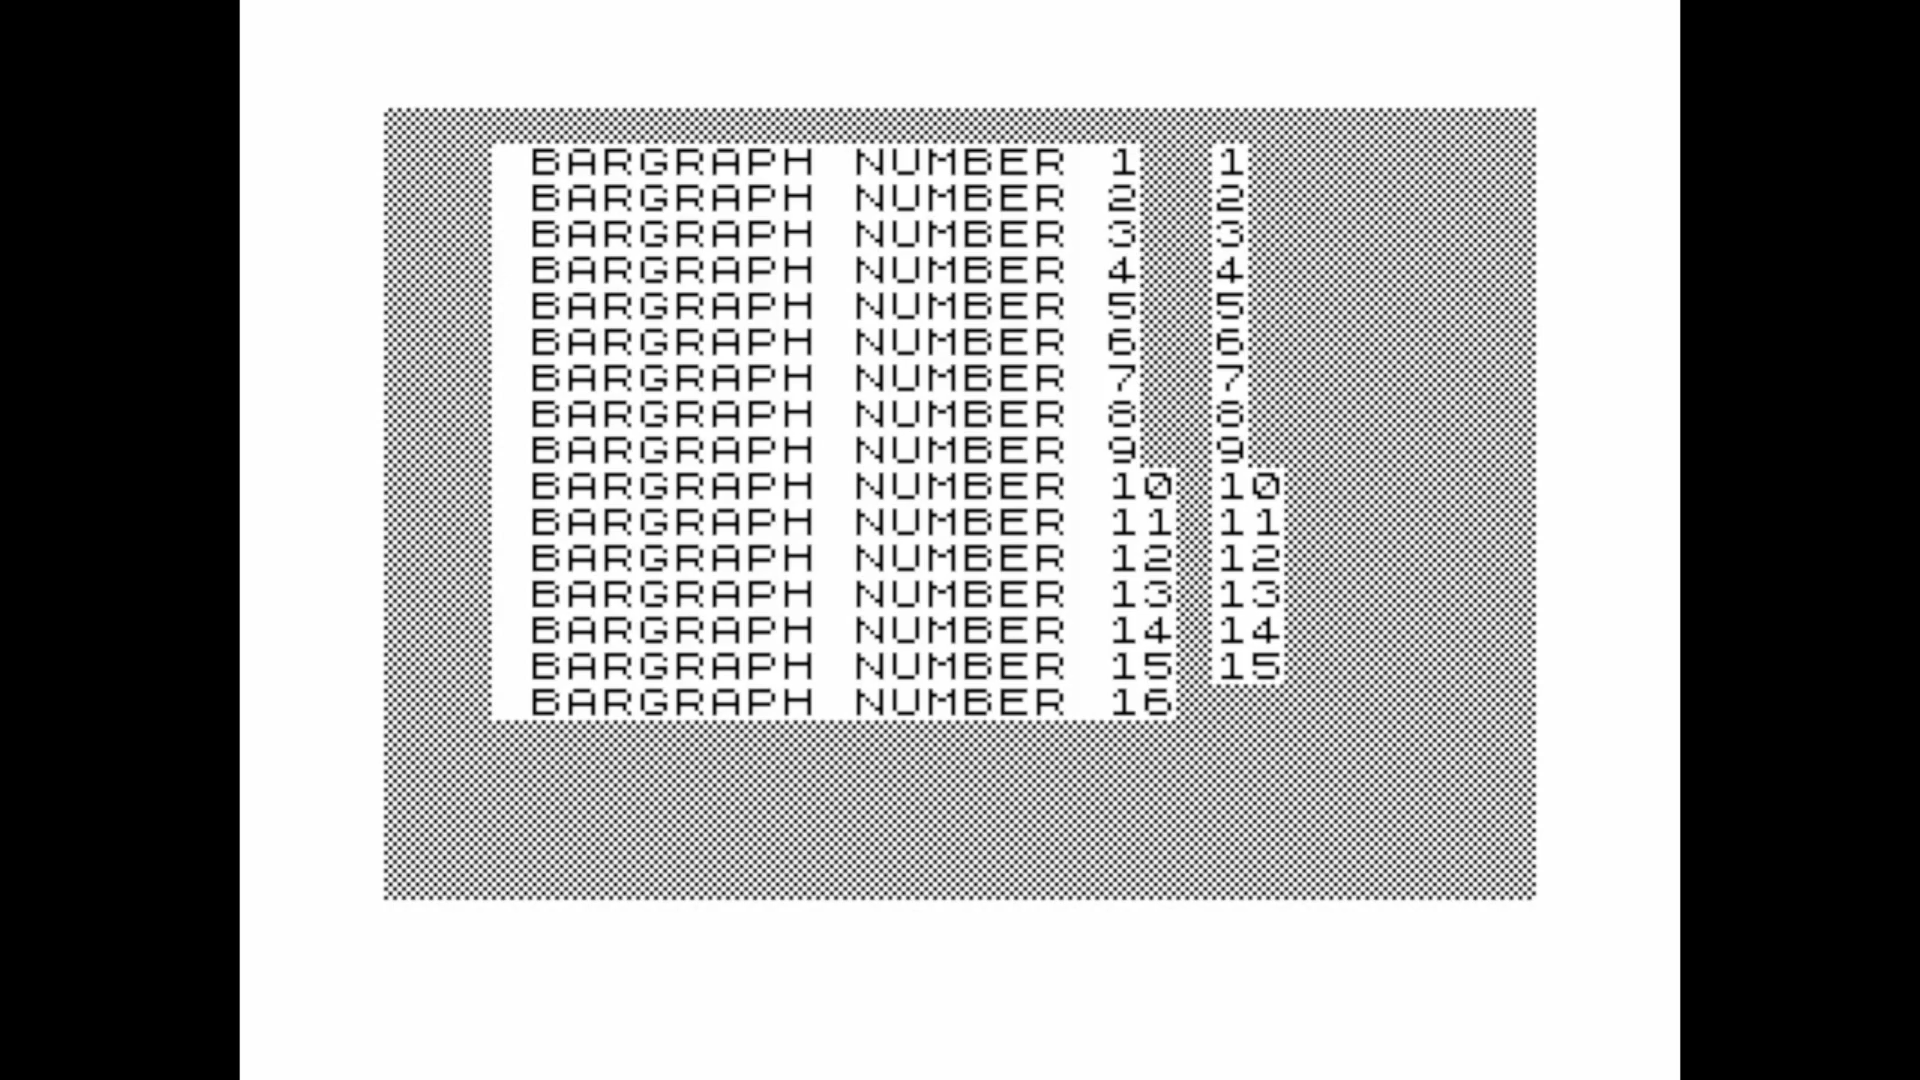 BARGRAPH NUMBER 1 1
BARGRAPH NUMBER 2 2
BARGRAPH NUMBER 3 3
BARGRAPH NUMBER 4 4
BARGRAPH NUMBER 5 5
BARGRAPH NUMBER 6 6
BARGRAPH NUMBER 7 7
BARGRAPH NUMBER 8 8
BARGRAPH NUMBER 9 9
BARGRAPH NUMBER 10 10
BARGRAPH NUMBER 11 11
BARGRAPH NUMBER 12 12
BARGRAPH NUMBER 13 13
BARGRAPH NUMBER 14 14
BARGRAPH NUMBER 15 15
BARGRAPH NUMBER 16